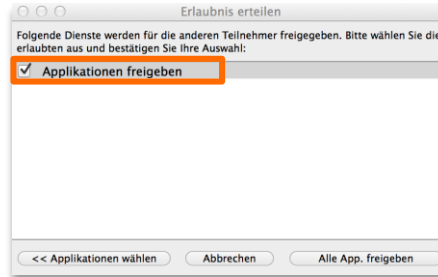 Erlaubnis erteilen
Folgende Dienste werden für die anderen Teilnehmer freigegeben. Bitte wählen Sie die
erlaubten aus und bestätigen Sie Ihre Auswahl:
Applikationen freigeben
<< Applikationen wählen Abbrechen Alle App. freigeben